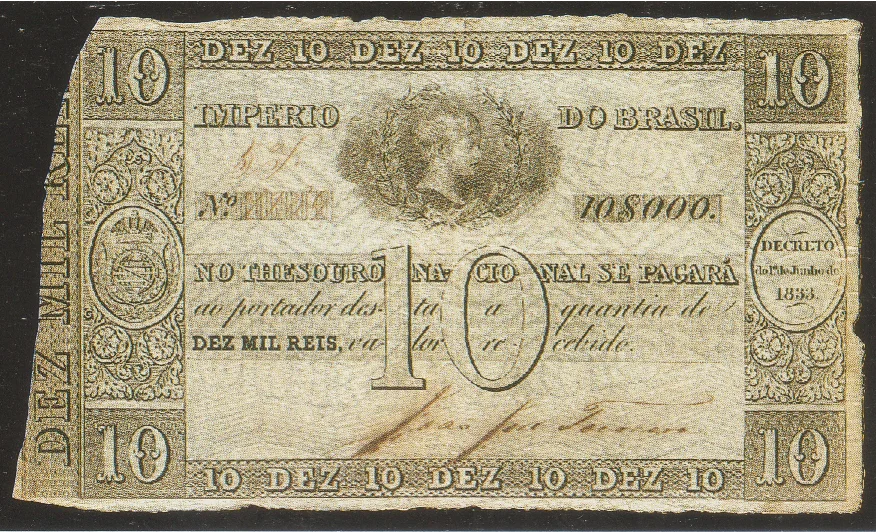 DEZ 10 DEZ 10 DEZ 10 DEZ
10 10
IMPERIO DO BRASIL.
Nº 10$000.
DECRETO
do 1º de Junho de
1833.
NO THESOURO NACIONAL SE PAGARÁ
ao portador desta a quantia de
DEZ MIL REIS, valor recebido.
10
10 10
10 DEZ 10 DEZ 10 DEZ 10
DEZ MIL REI